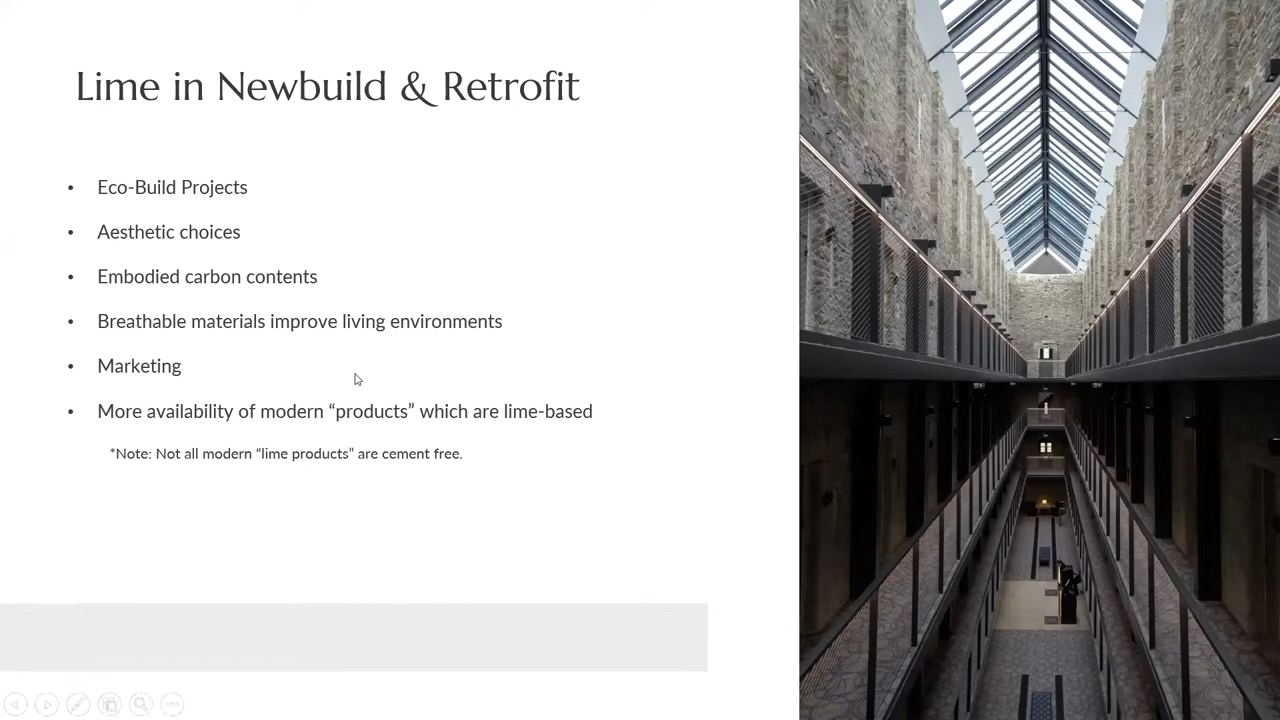 Lime in Newbuild & Retrofit
• Eco-Build Projects
• Aesthetic choices
• Embodied carbon contents
• Breathable materials improve living environments
• Marketing
• More availability of modern “products” which are lime-based
*Note: Not all modern “lime products” are cement free.